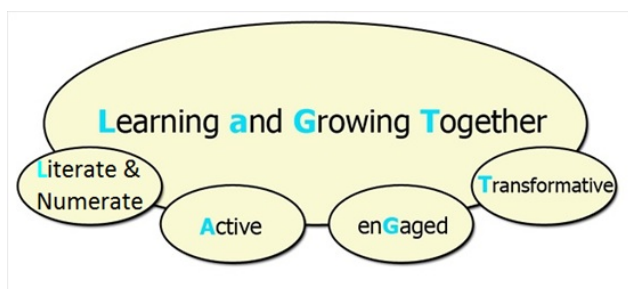 Learning and Growing Together
Literate &
Numerate
Active
enGaged
Transformative